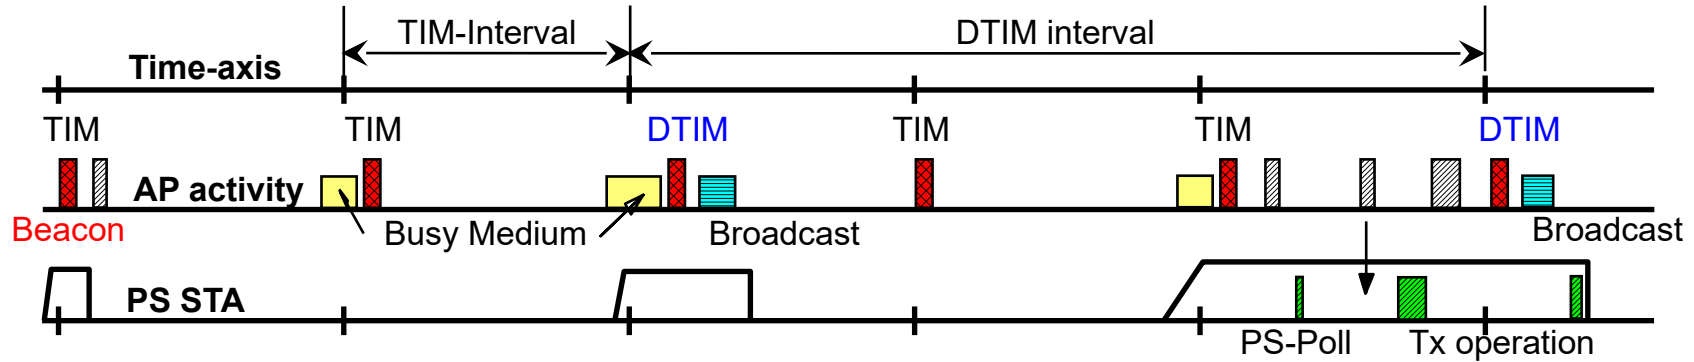 TIM-Interval DTIM interval
Time-axis
TIM TIM DTIM TIM TIM DTIM
AP activity
Beacon Busy Medium Broadcast Broadcast
PS STA
PS-Poll Tx operation